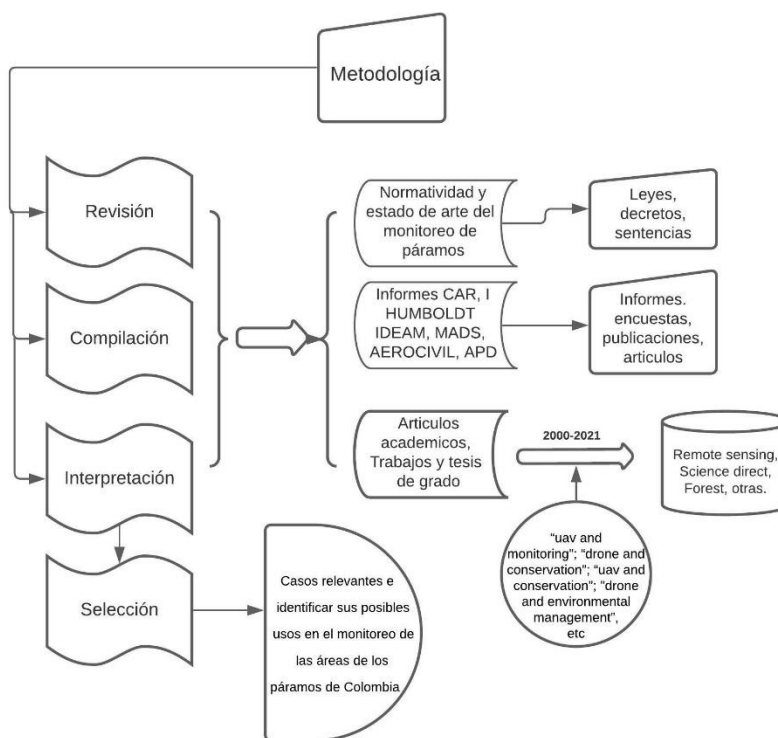 Metodología
Revisión
Compilación
Interpretación
Selección
Normatividad y
estado de arte del
monitoreo de
páramos
Leyes,
decretos,
sentencias
Informes CAR, I
HUMBOLDT
IDEAM, MADS,
AEROCIVIL, APD
Informes.
encuestas,
publicaciones,
articulos
Articulos
academicos,
Trabajos y tesis
de grado
2000-2021
Remote sensing,
Science direct,
Forest, otras.
“uav and
monitoring”; “drone and
conservation”; “uav and
conservation”; “drone
and environmental
management”,
etc
Casos relevantes e
identificar sus posibles
usos en el monitoreo de
las áreas de los
páramos de Colombia